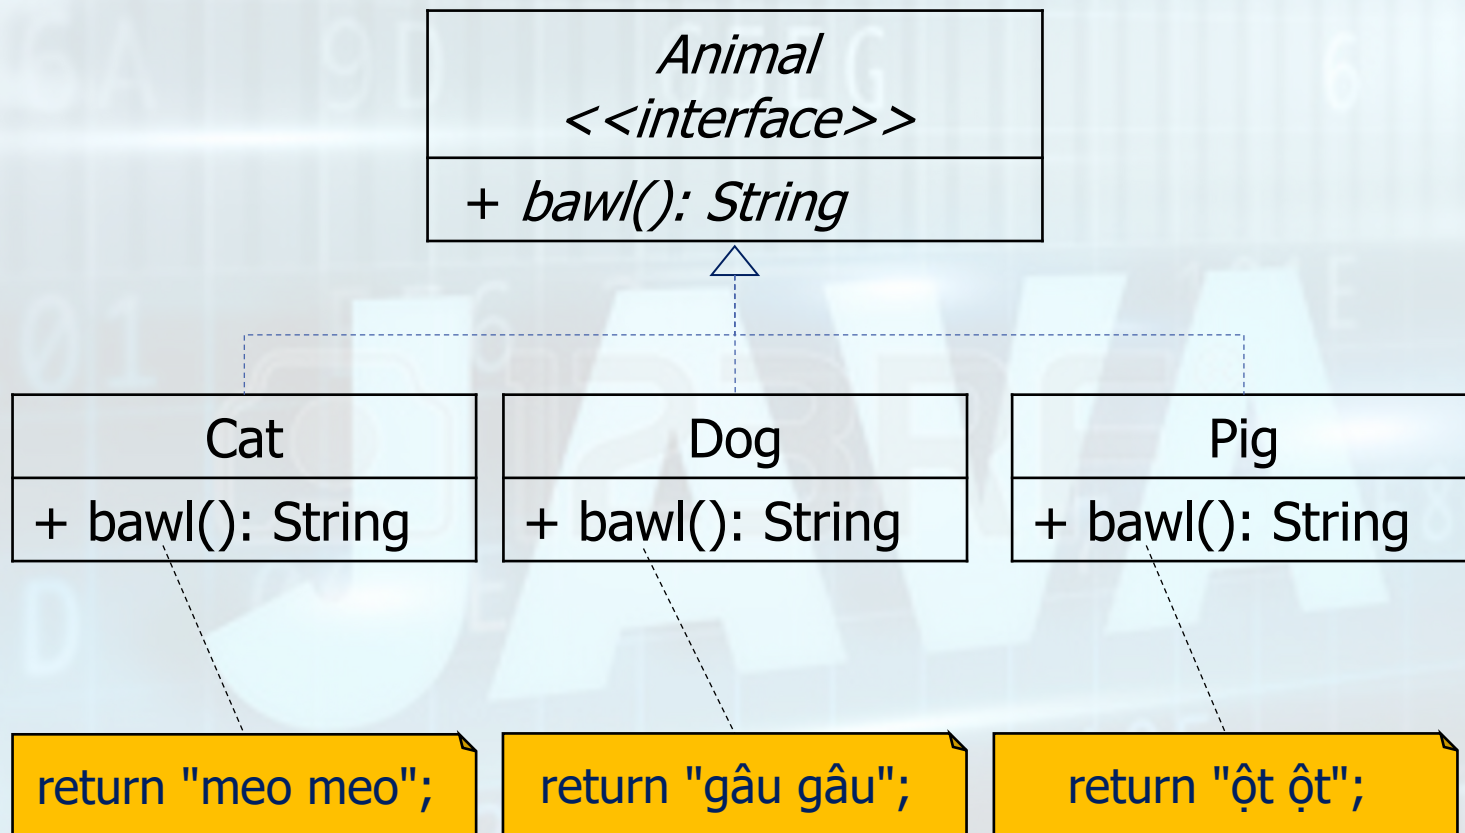 Animal
<<interface>>
+ bawl(): String
Cat
+ bawl(): String
return "meo meo";
Dog
+ bawl(): String
return "gâu gâu";
Pig
+ bawl(): String
return "ột ột";
JAVA